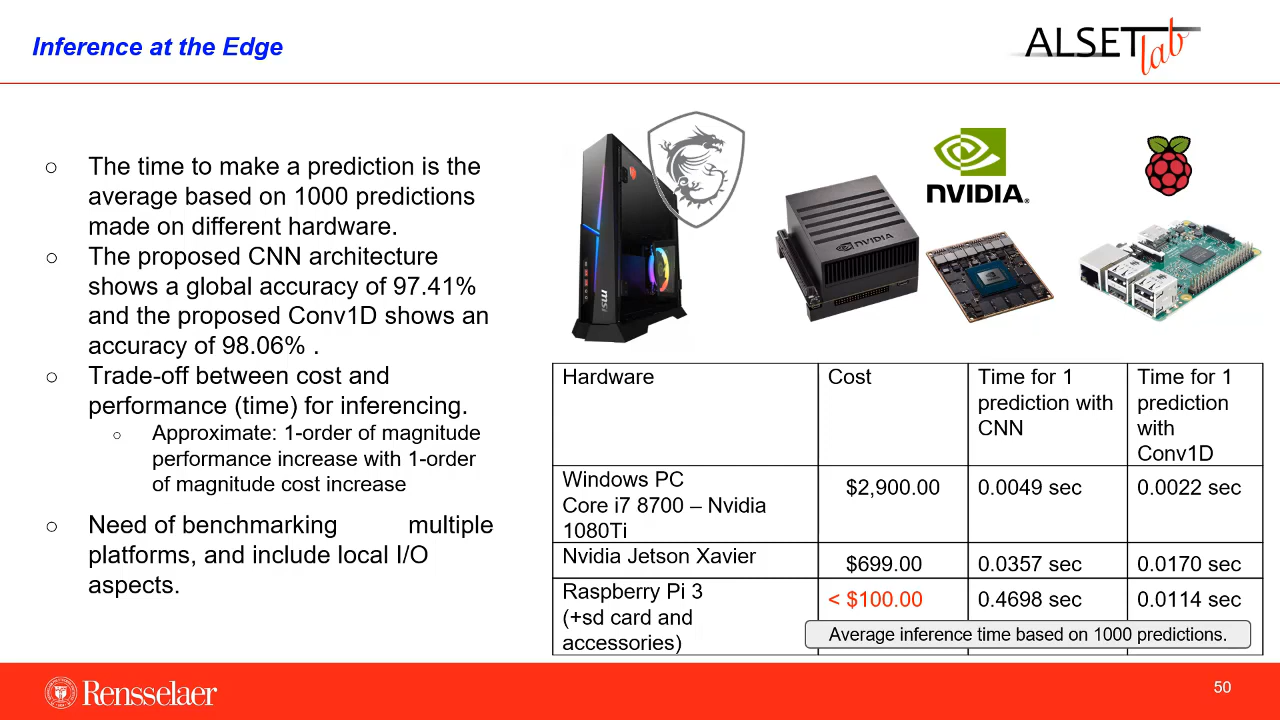 Inference at the Edge
ALSETLab
The time to make a prediction is the
average based on 1000 predictions
made on different hardware.
The proposed CNN architecture
shows a global accuracy of 97.41%
and the proposed Conv1D shows an
accuracy of 98.06% .
Trade-off between cost and
performance (time) for inferencing.
Approximate: 1-order of magnitude
performance increase with 1-order
of magnitude cost increase
Need of benchmarking multiple
platforms, and include local I/O
aspects.
msi
NVIDIA
NVIDIA®
Hardware
Cost
Time for 1
prediction with
CNN
Time for 1
prediction
with
Conv1D
Windows PC
Core i7 8700 – Nvidia
1080Ti
$2,900.00
0.0049 sec
0.0022 sec
Nvidia Jetson Xavier
$699.00
0.0357 sec
0.0170 sec
Raspberry Pi 3
(+sd card and
accessories)
< $100.00
0.4698 sec
0.0114 sec
Average inference time based on 1000 predictions.
Rensselaer
50